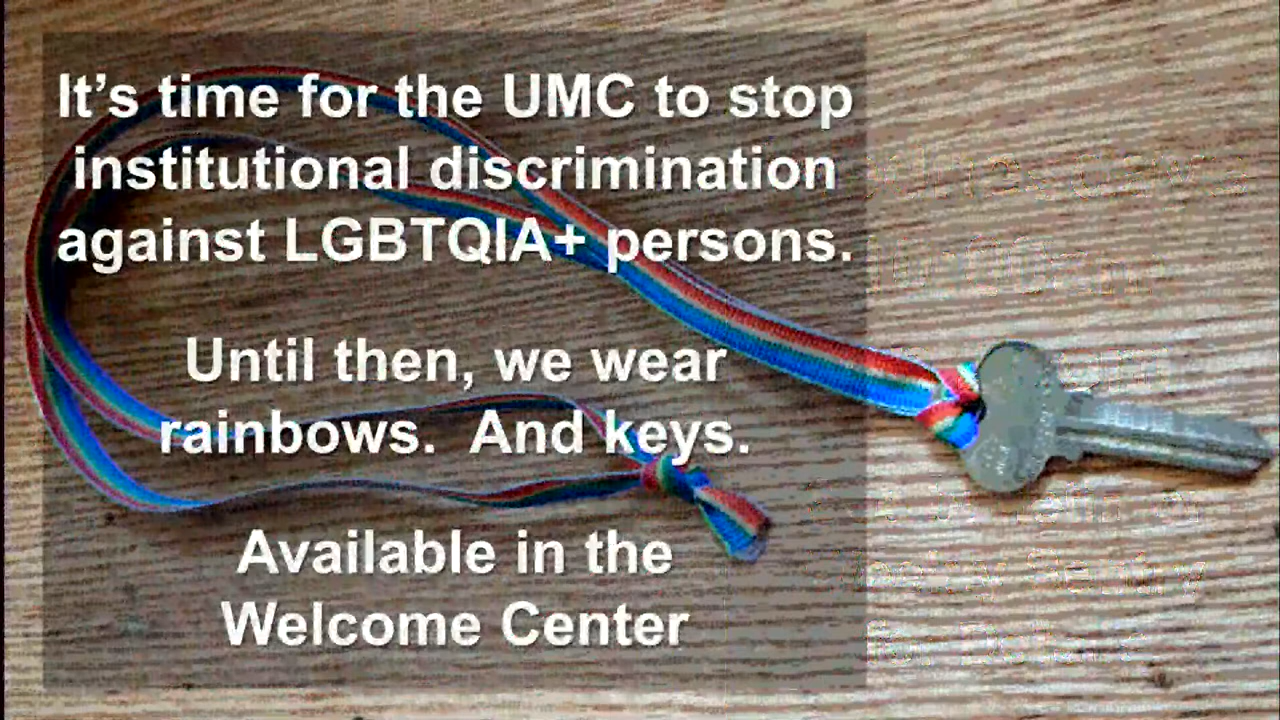 It’s time for the UMC to stop
institutional discrimination
against LGBTQIA+ persons.
Until then, we wear
rainbows.  And keys.
Available in the
Welcome Center